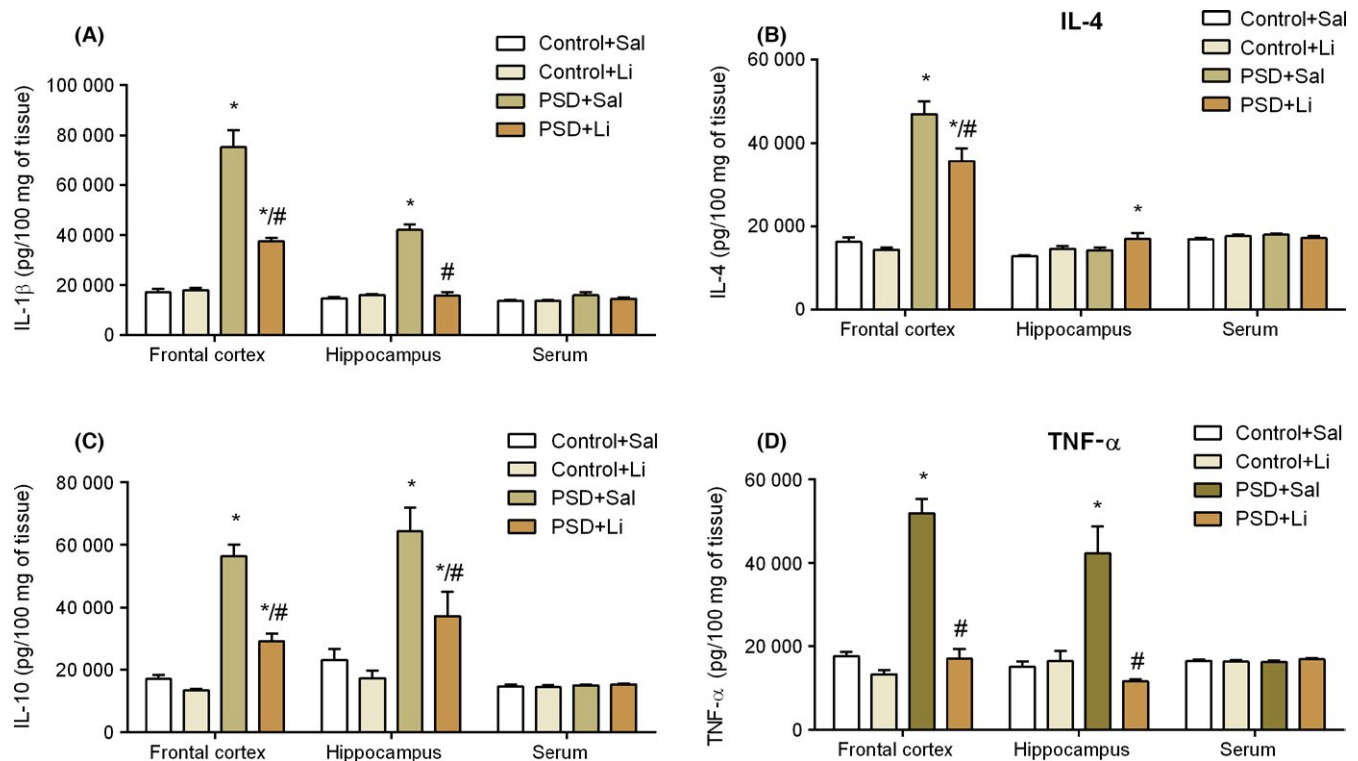 (A)
Control+Sal
Control+Li
PSD+Sal
PSD+Li
IL-1β (pg/100 mg of tissue)
100 000
80 000
60 000
40 000
20 000
0
*
*/#
*
#
Frontal cortex
Hippocampus
Serum
(B)
IL-4
Control+Sal
Control+Li
PSD+Sal
PSD+Li
IL-4 (pg/100 mg of tissue)
60 000
40 000
20 000
0
*
*/#
*
Frontal cortex
Hippocampus
Serum
(C)
Control+Sal
Control+Li
PSD+Sal
PSD+Li
IL-10 (pg/100 mg of tissue)
80 000
60 000
40 000
20 000
0
*
*/#
*
*/#
Frontal cortex
Hippocampus
Serum
(D)
TNF-α
Control+Sal
Control+Li
PSD+Sal
PSD+Li
TNF-α (pg/100 mg of tissue)
60 000
40 000
20 000
0
*
#
*
#
Frontal cortex
Hippocampus
Serum